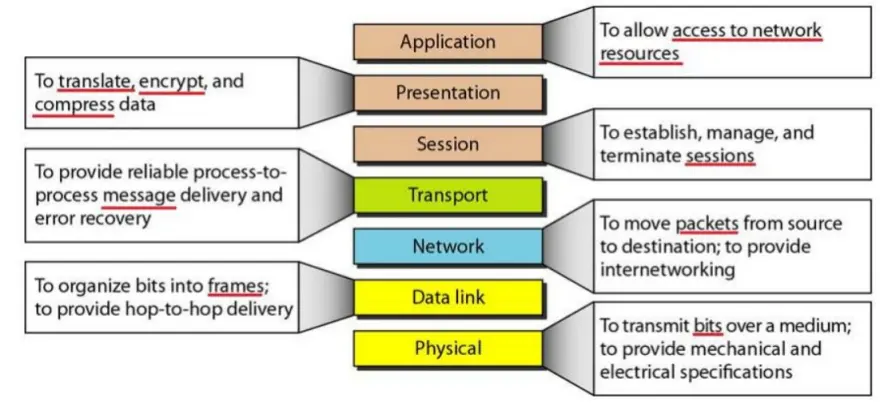 Application
To allow access to network
resources
To translate, encrypt, and
compress data
Presentation
Session
To establish, manage, and
terminate sessions
To provide reliable process-to-
process message delivery and
error recovery
Transport
Network
To move packets from source
to destination; to provide
internetworking
To organize bits into frames;
to provide hop-to-hop delivery
Data link
Physical
To transmit bits over a medium;
to provide mechanical and
electrical specifications